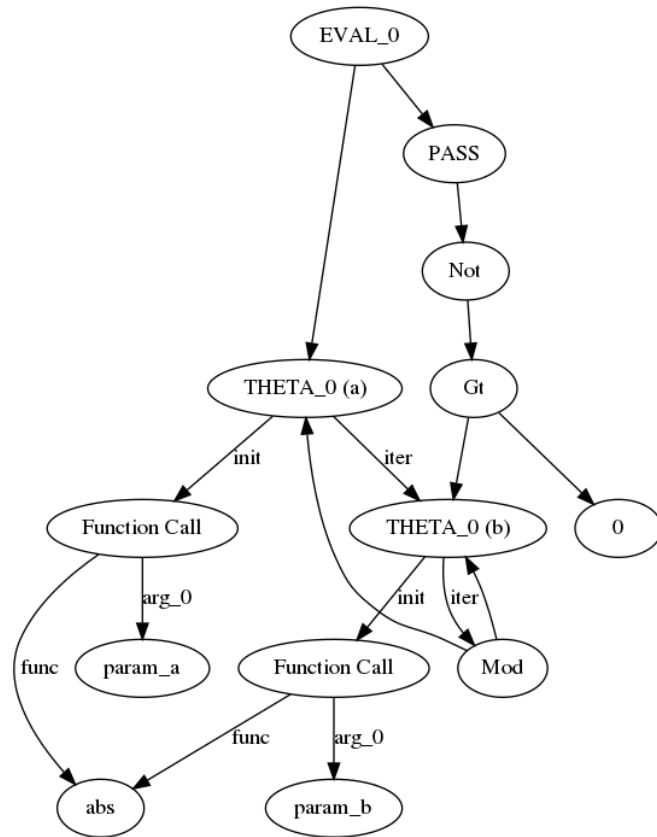 EVAL_0
PASS
Not
THETA_0 (a)
Gt
init
iter
Function Call
THETA_0 (b)
0
arg_0
init
iter
func
param_a
Function Call
Mod
func
arg_0
abs
param_b